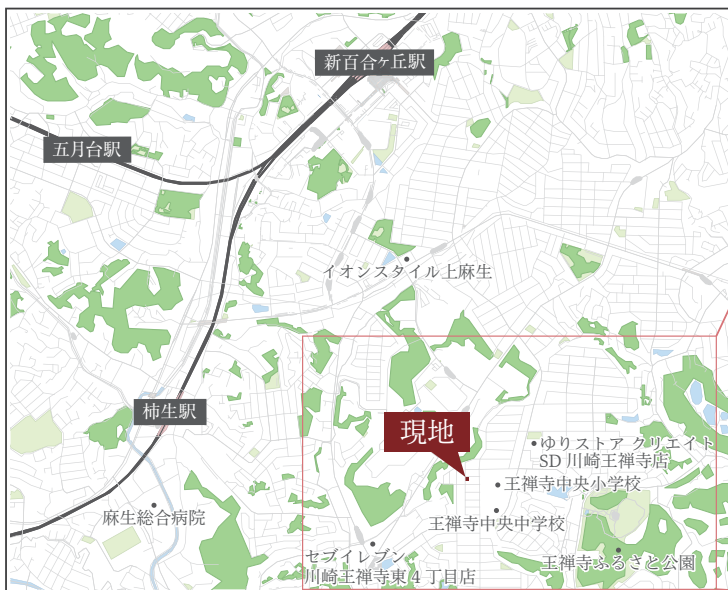 新百合ヶ丘駅
五月台駅
イオンスタイル上麻生
柿生駅
現地
ゆりストア クリエイト
SD 川崎王禅寺店
王禅寺中央小学校
麻生総合病院
王禅寺中央中学校
セブイレブン
川崎王禅寺東4丁目店
王禅寺ふるさと公園